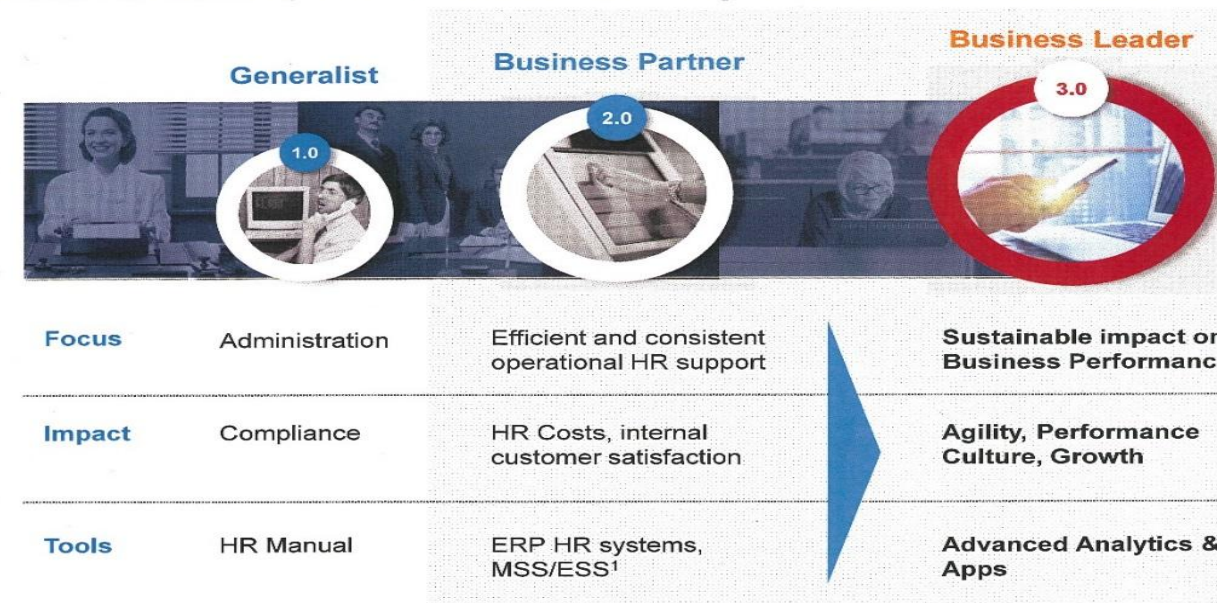 Generalist
Business Partner
Business Leader
1.0
2.0
3.0
Focus
Administration
Efficient and consistent
operational HR support
Sustainable impact on
Business Performanc
Impact
Compliance
HR Costs, internal
customer satisfaction
Agility, Performance
Culture, Growth
Tools
HR Manual
ERP HR systems,
MSS/ESS¹
Advanced Analytics &
Apps